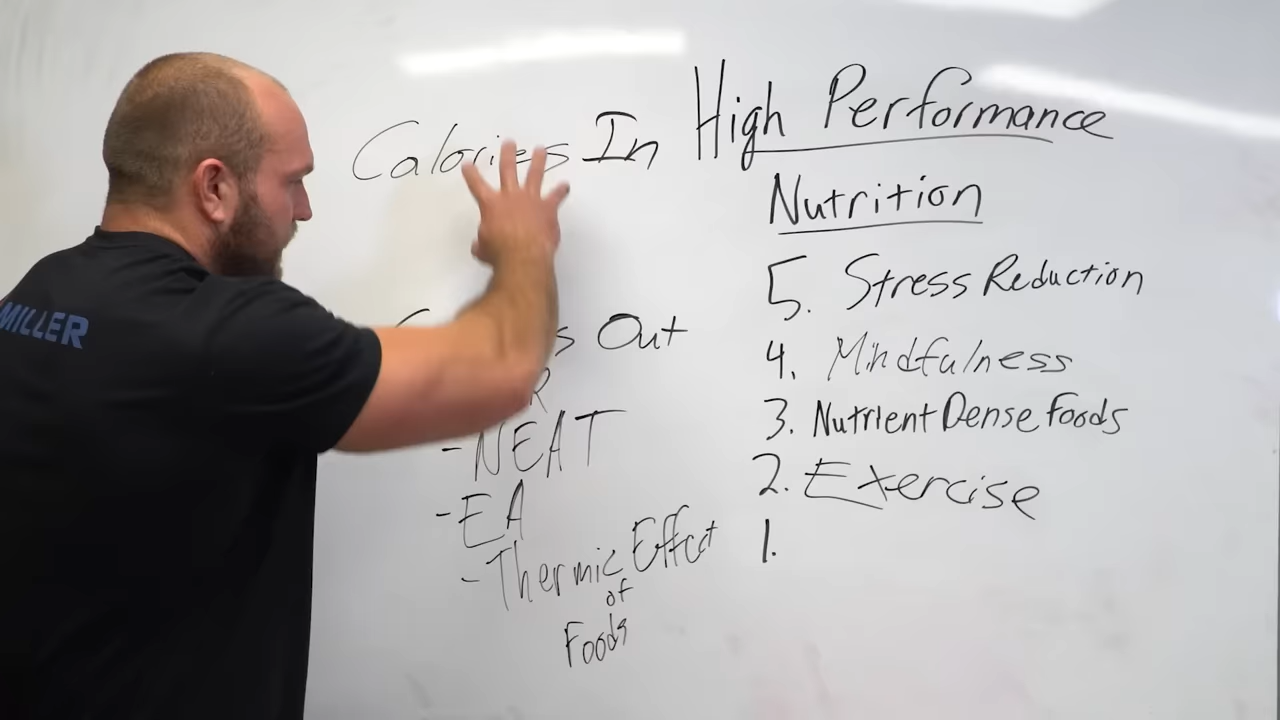 MILLER
Calories In
Out
- NEAT
- EA
- Thermic Effect
of
Foods
High Performance
Nutrition
5. Stress Reduction
4. Mindfulness
3. Nutrient Dense Foods
2. Exercise
1.